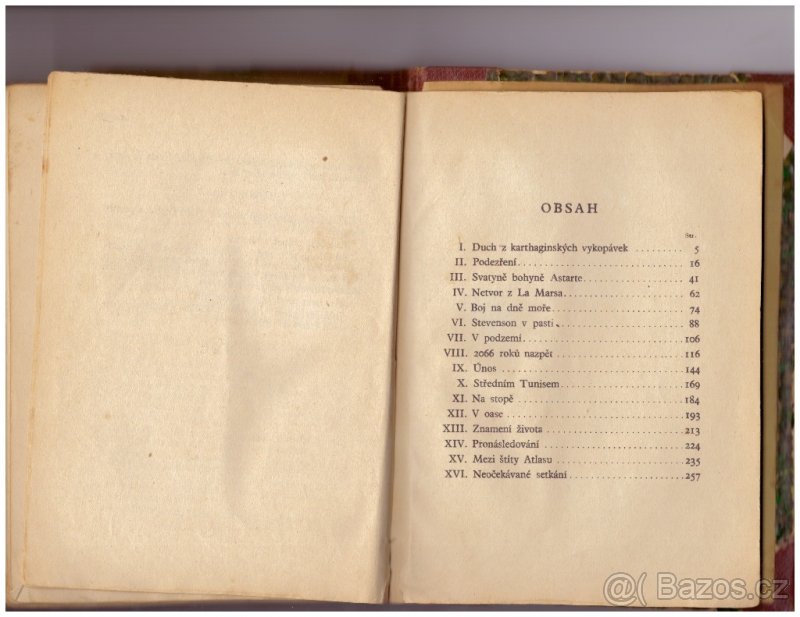 OBSAH
Str.
I. Duch z karthaginských vykopávek . . . . . . . . 5
II. Podezření . . . . . . . . . . . . . . . . . . . . . . . . 16
III. Svatyně bohyně Astarte . . . . . . . . . . . . . . . 41
IV. Netvor z La Marsa . . . . . . . . . . . . . . . . . . 62
V. Boj na dně moře . . . . . . . . . . . . . . . . . . . 74
VI. Stevenson v pasti . . . . . . . . . . . . . . . . . . 88
VII. V podzemí . . . . . . . . . . . . . . . . . . . . . . . 106
VIII. 2066 roků nazpět . . . . . . . . . . . . . . . . . . 116
IX. Únos . . . . . . . . . . . . . . . . . . . . . . . . . . . 144
X. Středním Tunisem . . . . . . . . . . . . . . . . . . 169
XI. Na stopě . . . . . . . . . . . . . . . . . . . . . . . . 184
XII. V oase . . . . . . . . . . . . . . . . . . . . . . . . . . 193
XIII. Znamení života . . . . . . . . . . . . . . . . . . . . 213
XIV. Pronásledování . . . . . . . . . . . . . . . . . . . . 224
XV. Mezi štíty Atlasu . . . . . . . . . . . . . . . . . . . 235
XVI. Neočekávané setkání . . . . . . . . . . . . . . . . . 257
@( Bazos.cz